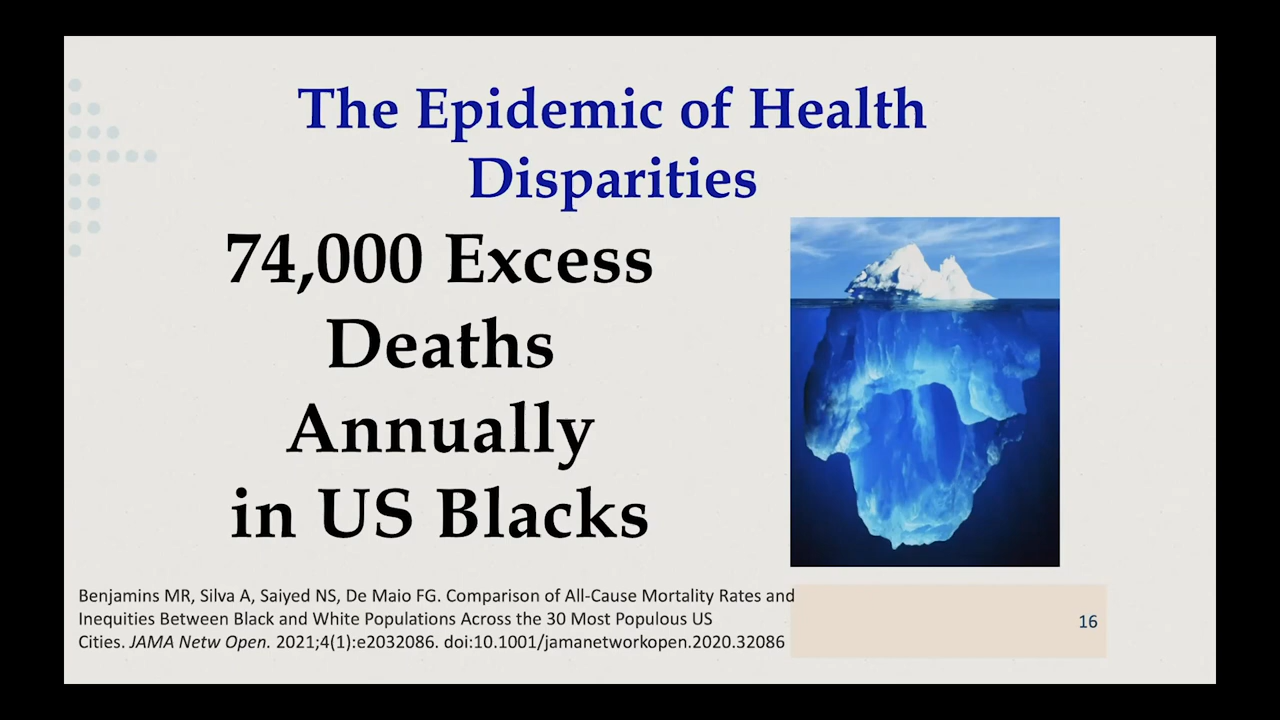 The Epidemic of Health
Disparities
74,000 Excess
Deaths
Annually
in US Blacks
Benjamins MR, Silva A, Saiyed NS, De Maio FG. Comparison of All-Cause Mortality Rates and
Inequities Between Black and White Populations Across the 30 Most Populous US
Cities. JAMA Netw Open. 2021;4(1):e2032086. doi:10.1001/jamanetworkopen.2020.32086
16